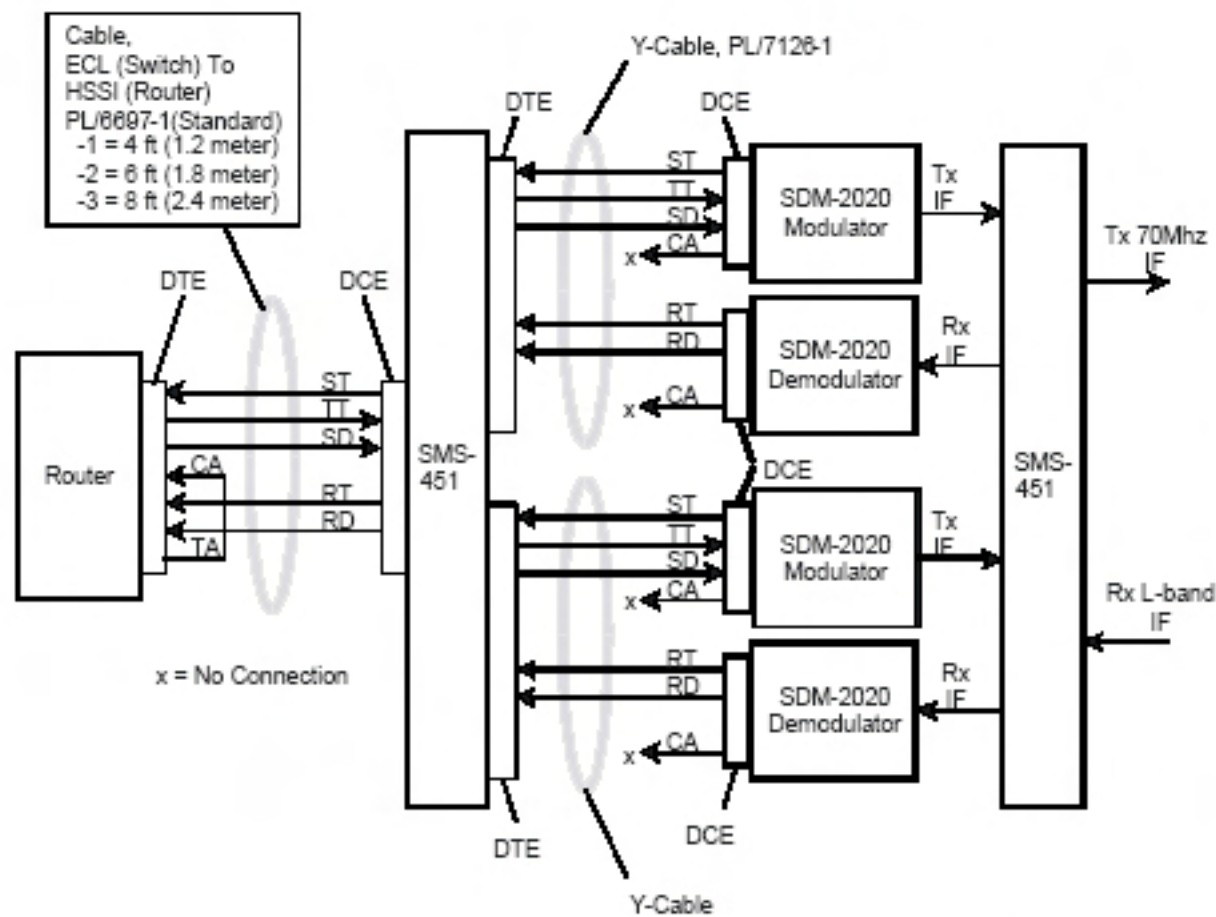 Cable,
ECL (Switch) To
HSSI (Router)
PL/6697-1(Standard)
-1 = 4 ft (1.2 meter)
-2 = 6 ft (1.8 meter)
-3 = 8 ft (2.4 meter)
Y-Cable, PL/7126-1
DTE
DCE
ST
TT
SD
CA
x
SDM-2020
Modulator
Tx
IF
Tx 70Mhz
IF
DTE
DCE
RT
RD
CA
x
SDM-2020
Demodulator
Rx
IF
Router
ST
TT
SD
CA
RT
RD
TA
SMS-
451
DCE
SMS-
451
ST
TT
SD
CA
x
SDM-2020
Modulator
Tx
IF
Rx L-band
IF
x = No Connection
RT
RD
CA
x
SDM-2020
Demodulator
Rx
IF
DTE
DCE
Y-Cable